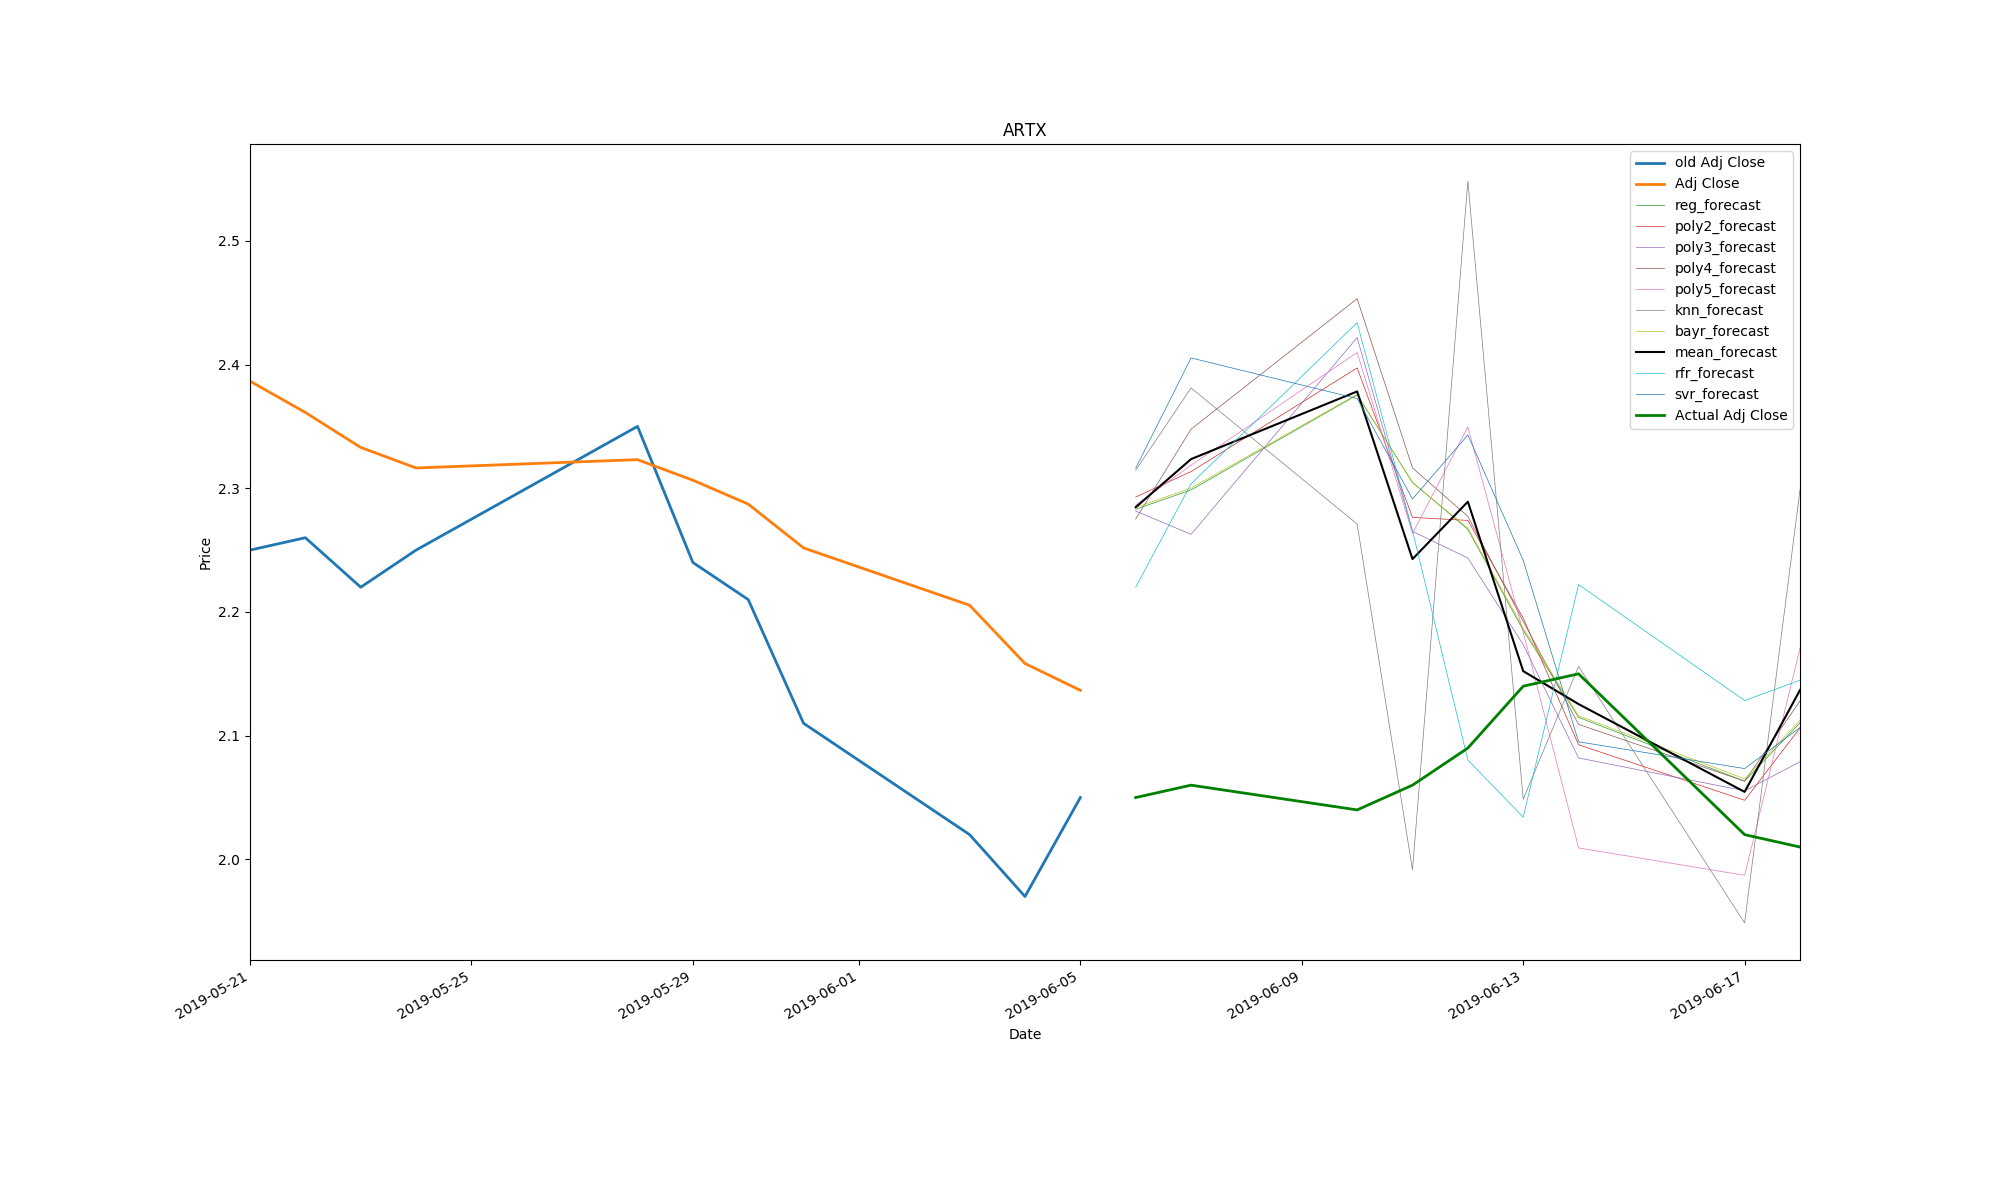 ARTX
old Adj Close
Adj Close
reg_forecast
poly2_forecast
poly3_forecast
poly4_forecast
poly5_forecast
knn_forecast
bayr_forecast
mean_forecast
rfr_forecast
svr_forecast
Actual Adj Close
2.5
2.4
2.3
2.2
2.1
2.0
Price
2019-05-21
2019-05-25
2019-05-29
2019-06-01
2019-06-05
2019-06-09
2019-06-13
2019-06-17
Date